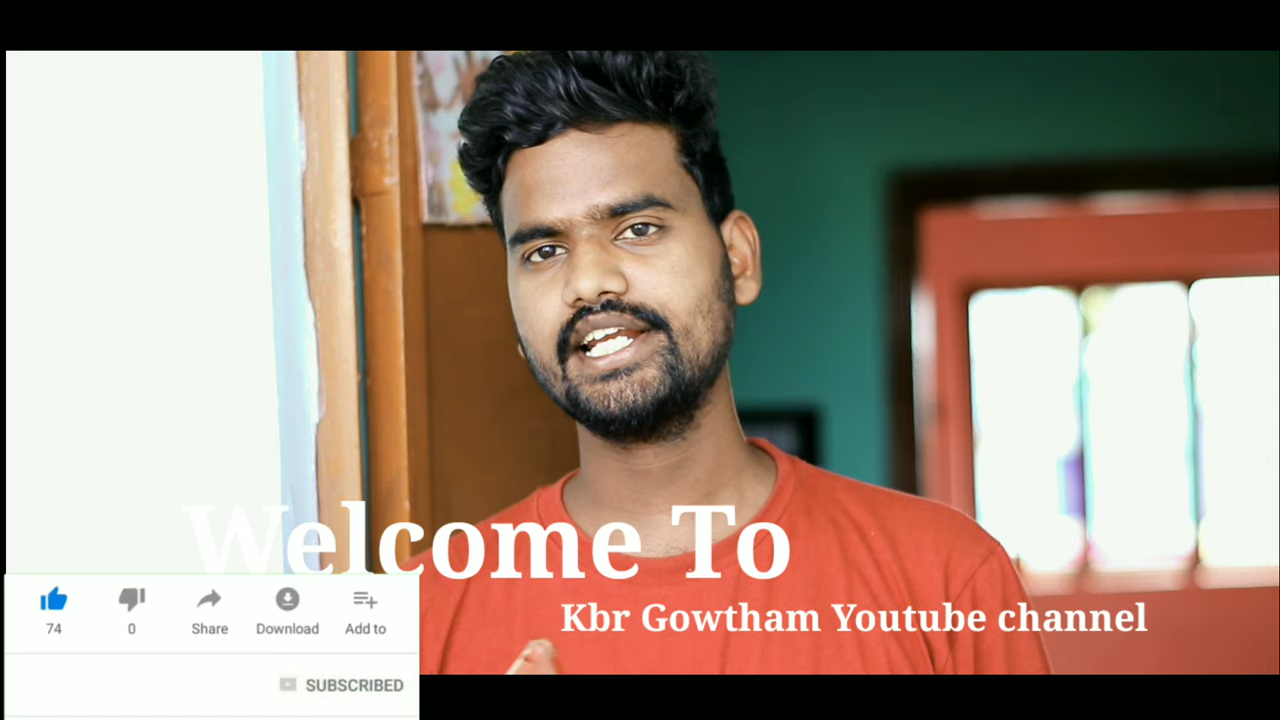 Welcome To
Kbr Gowtham Youtube channel
74
0
Share
Download
Add to
SUBSCRIBED